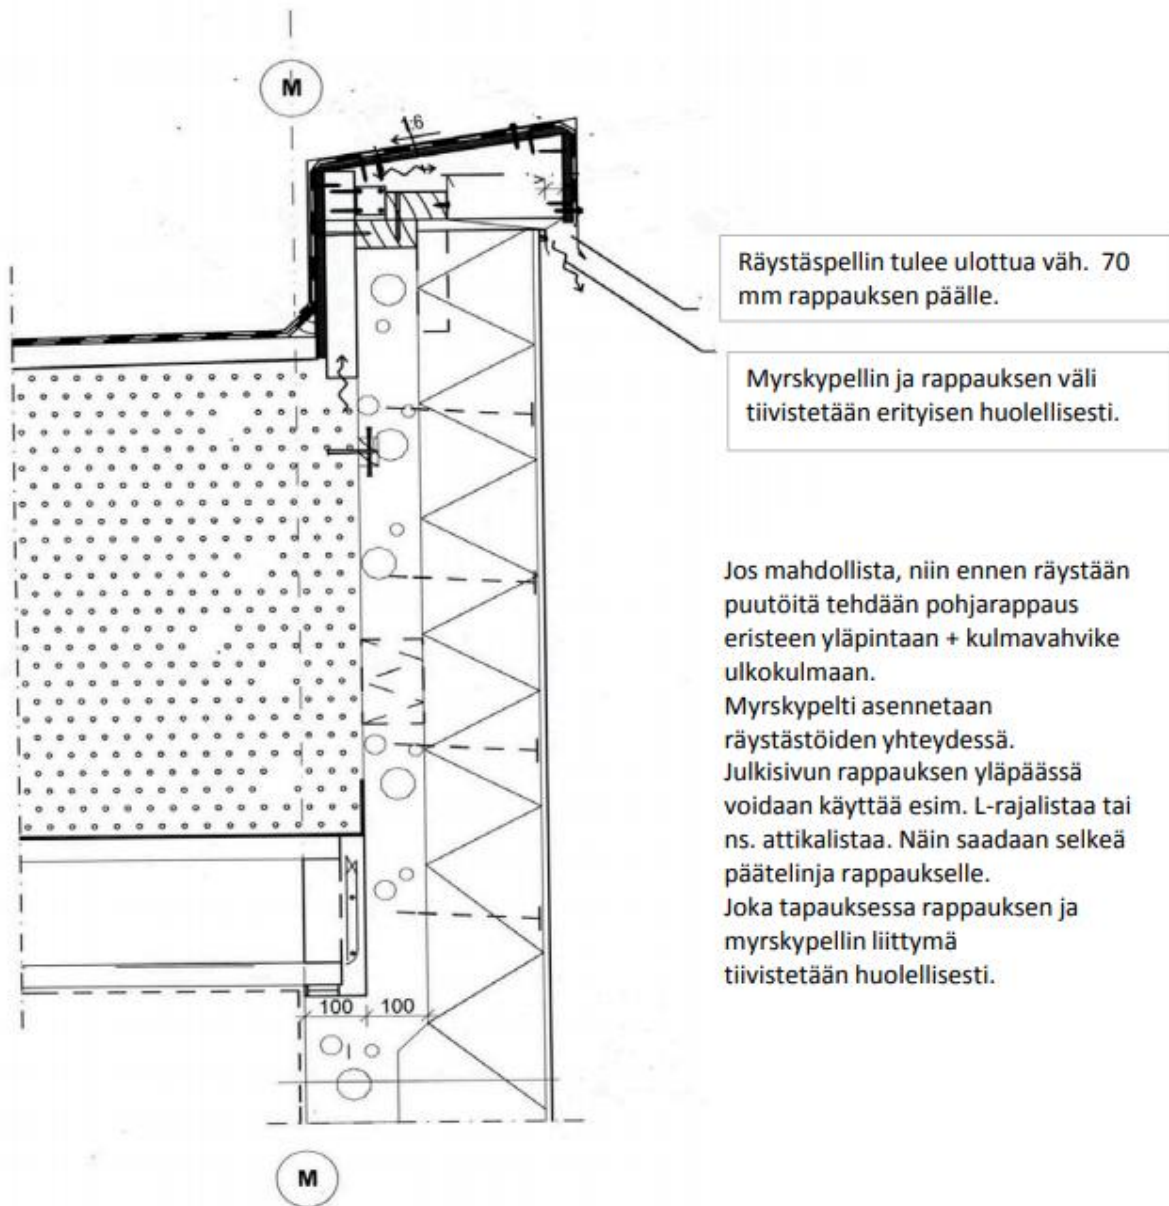 M
1:6
Räystäspellin tulee ulottua väh. 70
mm rappauksen päälle.
Myrskypellin ja rappauksen väli
tiivistetään erityisen huolellisesti.
Jos mahdollista, niin ennen räystään
puutöitä tehdään pohjarappaus
eristeen yläpintaan + kulmavahvike
ulkokulmaan.
Myrskypelti asennetaan
räystästöiden yhteydessä.
Julkisivun rappauksen yläpäässä
voidaan käyttää esim. L-rajalistaa tai
ns. attikalistaa. Näin saadaan selkeä
päätelinja rappaukselle.
Joka tapauksessa rappauksen ja
myrskypellin liittymä
tiivistetään huolellisesti.
100 100
M